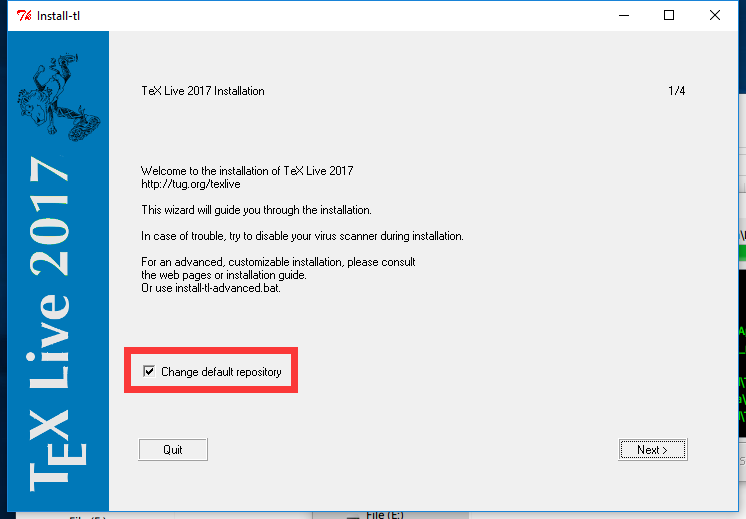 Install-tl
TeX Live 2017
TeX Live 2017 Installation
1/4
Welcome to the installation of TeX Live 2017
http://tug.org/texlive
This wizard will guide you through the installation.
In case of trouble, try to disable your virus scanner during installation.
For an advanced, customizable installation, please consult
the web pages or installation guide.
Or use install-tl-advanced.bat.
Change default repository
Quit
Next >
File (E:)